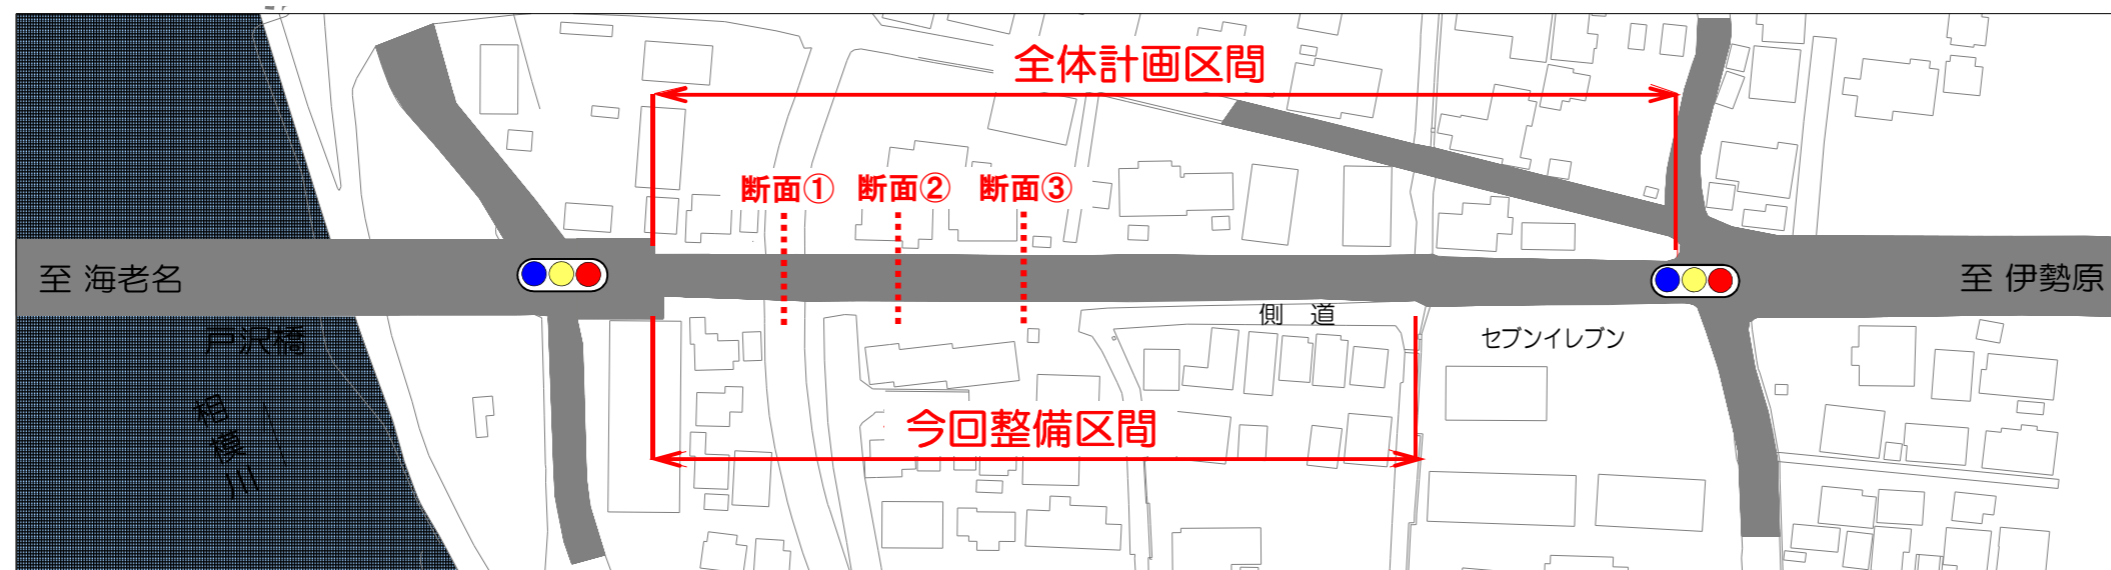 全体計画区間
断面① 断面② 断面③
至 海老名
至 伊勢原
側 道
戸沢橋
セブンイレブン
相模川
今回整備区間